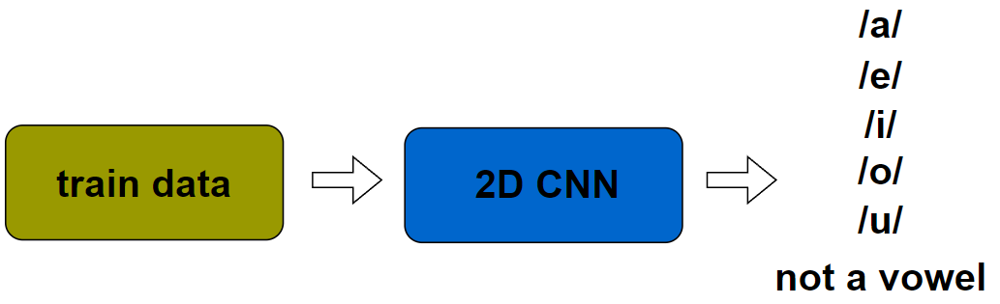 train data
2D CNN
/a/
/e/
/i/
/o/
/u/
not a vowel